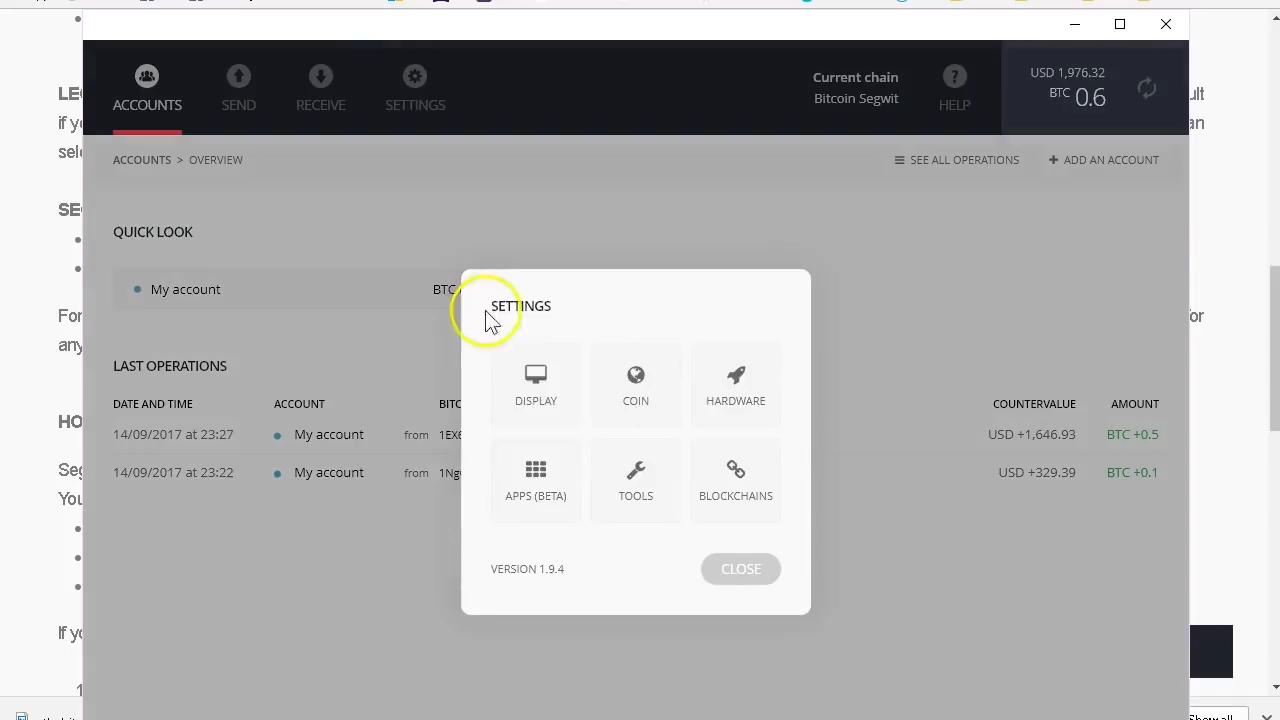 ACCOUNTS
SEND
RECEIVE
SETTINGS
Current chain
Bitcoin Segwit
HELP
USD 1,976.32
BTC 0.6
ACCOUNTS > OVERVIEW
SEE ALL OPERATIONS
ADD AN ACCOUNT
QUICK LOOK
My account
BTC
SETTINGS
DISPLAY
COIN
HARDWARE
APPS (BETA)
TOOLS
BLOCKCHAINS
VERSION 1.9.4
CLOSE
LAST OPERATIONS
DATE AND TIME ACCOUNT COUNTERVALUE AMOUNT
14/09/2017 at 23:27 My account from USD +1,646.93 BTC +0.5
14/09/2017 at 23:22 My account from USD +329.39 BTC +0.1